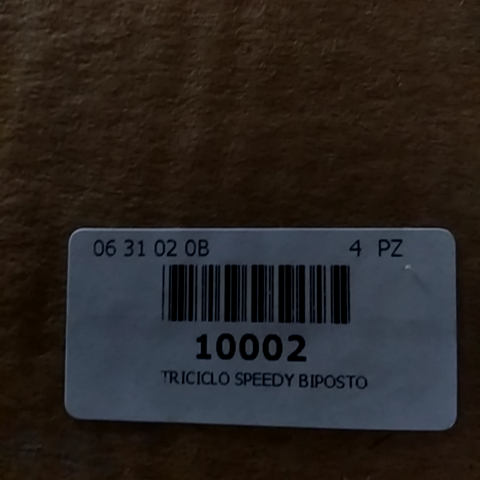 06 31 02 0B 4 PZ
10002
TRICICLO SPEEDY BIPOSTO